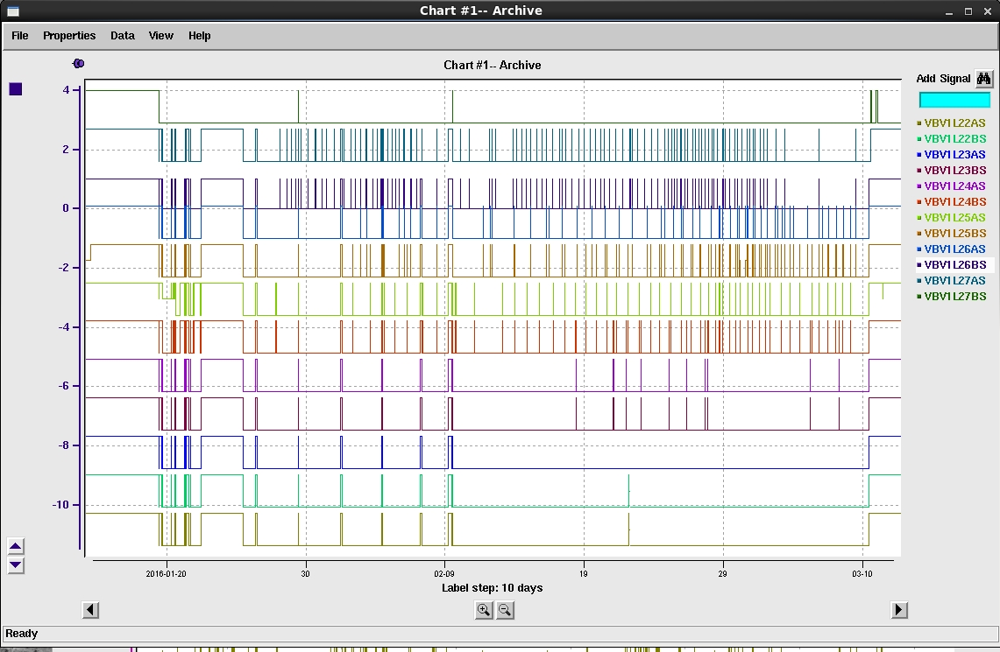 Chart #1-- Archive
File Properties Data View Help
Chart #1-- Archive
Add Signal
4
2
0
-2
-4
-6
-8
-10
VBV1L22AS
VBV1L22BS
VBV1L23AS
VBV1L23BS
VBV1L24AS
VBV1L24BS
VBV1L25AS
VBV1L25BS
VBV1L26AS
VBV1L26BS
VBV1L27AS
VBV1L27BS
2016-01-20 30 02-09 19 29 03-10
Label step: 10 days
Ready